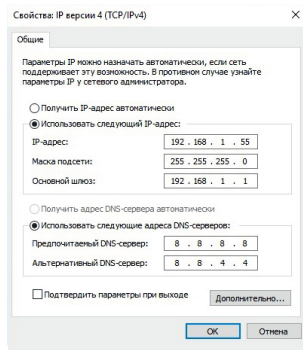 Свойства: IP версии 4 (TCP/IPv4)
Общие
Параметры IP можно назначать автоматически, если сеть
поддерживает эту возможность. В противном случае узнайте
параметры IP у сетевого администратора.
Получить IP-адрес автоматически
Использовать следующий IP-адрес:
IP-адрес: 192 . 168 . 1 . 55
Маска подсети: 255 . 255 . 255 . 0
Основной шлюз: 192 . 168 . 1 . 1
Получить адрес DNS-сервера автоматически
Использовать следующие адреса DNS-серверов:
Предпочитаемый DNS-сервер: 8 . 8 . 8 . 8
Альтернативный DNS-сервер: 8 . 8 . 4 . 4
Подтвердить параметры при выходе
Дополнительно...
OK Отмена